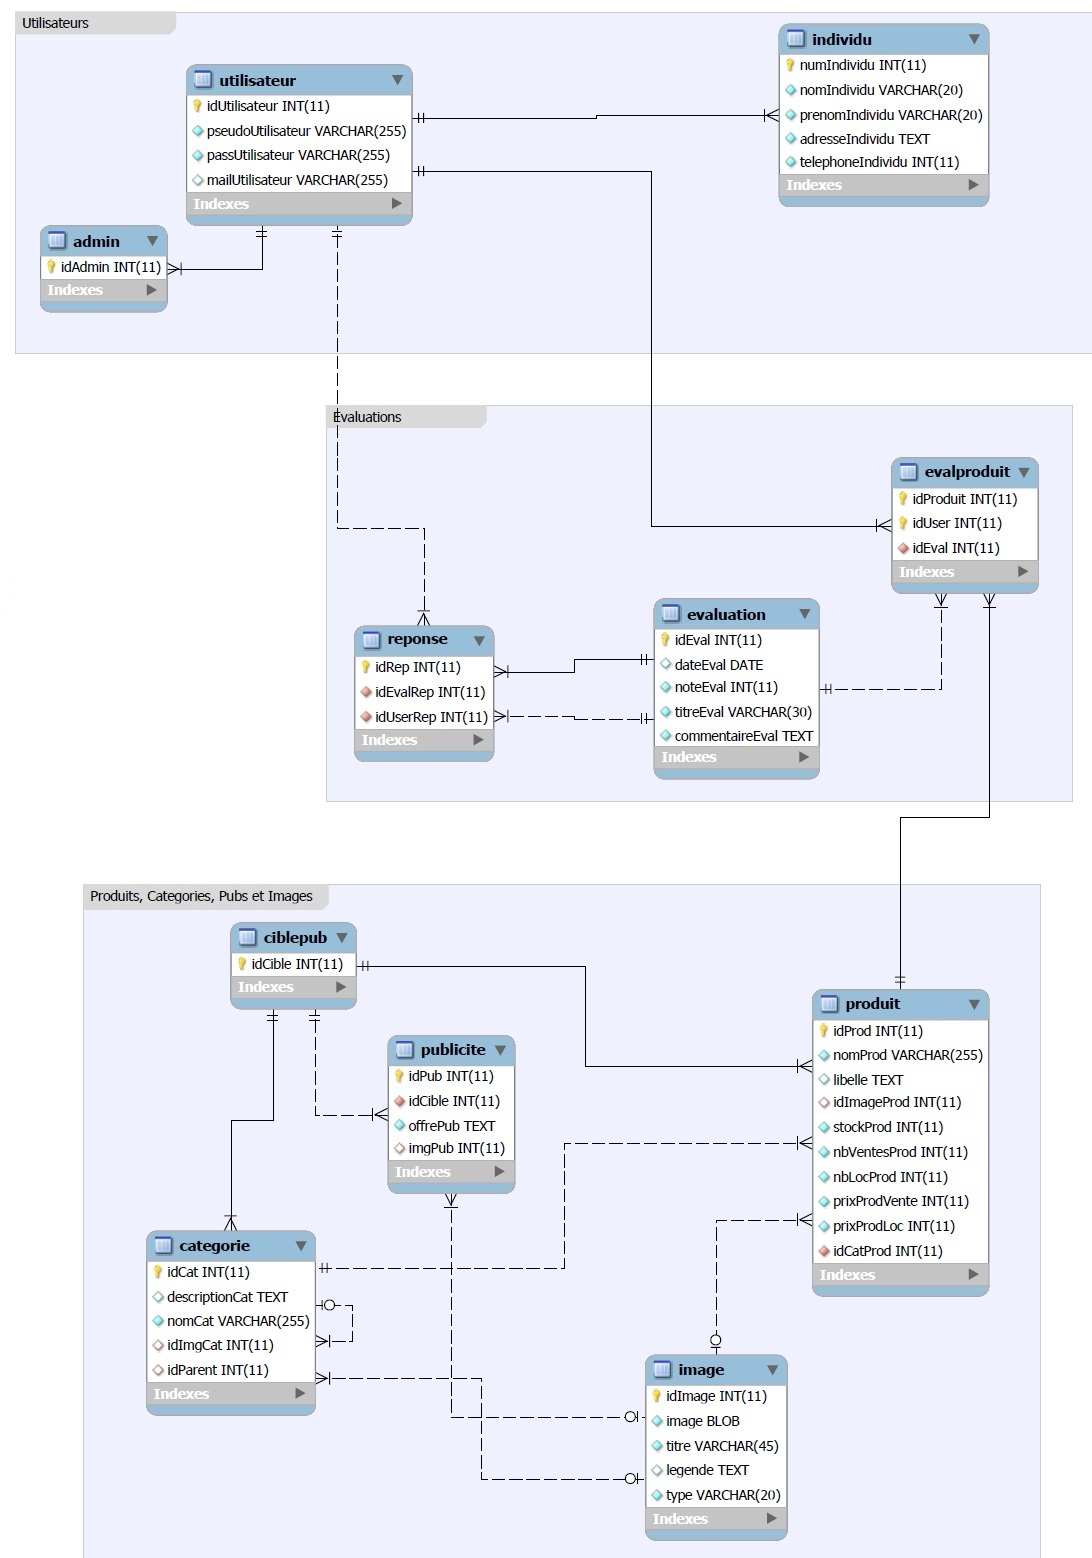 Utilisateurs
individu
numIndividu INT(11)
nomIndividu VARCHAR(20)
prenomIndividu VARCHAR(20)
adresseIndividu TEXT
telephoneIndividu INT(11)
Indexes
utilisateur
idUtilisateur INT(11)
pseudoUtilisateur VARCHAR(255)
passUtilisateur VARCHAR(255)
mailUtilisateur VARCHAR(255)
Indexes
admin
idAdmin INT(11)
Indexes
Evaluations
evalproduit
idProduit INT(11)
idUser INT(11)
idEval INT(11)
Indexes
evaluation
idEval INT(11)
dateEval DATE
noteEval INT(11)
titreEval VARCHAR(30)
commentaireEval TEXT
Indexes
reponse
idRep INT(11)
idEvalRep INT(11)
idUserRep INT(11)
Indexes
Produits, Categories, Pubs et Images
ciblepub
idCible INT(11)
Indexes
produit
idProd INT(11)
nomProd VARCHAR(255)
libelle TEXT
idImageProd INT(11)
stockProd INT(11)
nbVentesProd INT(11)
nbLocProd INT(11)
prixProdVente INT(11)
prixProdLoc INT(11)
idCatProd INT(11)
Indexes
publicite
idPub INT(11)
idCible INT(11)
offrePub TEXT
imgPub INT(11)
Indexes
categorie
idCat INT(11)
descriptionCat TEXT
nomCat VARCHAR(255)
idImgCat INT(11)
idParent INT(11)
Indexes
image
idImage INT(11)
image BLOB
titre VARCHAR(45)
legende TEXT
type VARCHAR(20)
Indexes